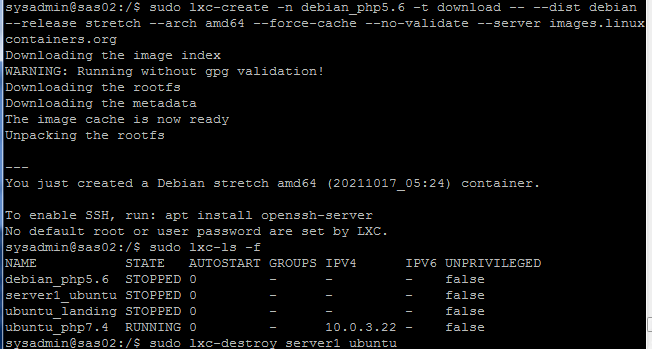 sysadmin@sas02:/$ sudo lxc-create -n debian_php5.6 -t download -- --dist debian
--release stretch --arch amd64 --force-cache --no-validate --server images.linux
containers.org
Downloading the image index
WARNING: Running without gpg validation!
Downloading the rootfs
Downloading the metadata
The image cache is now ready
Unpacking the rootfs
---
You just created a Debian stretch amd64 (20211017_05:24) container.
To enable SSH, run: apt install openssh-server
No default root or user password are set by LXC.
sysadmin@sas02:/$ sudo lxc-ls -f
NAME STATE AUTOSTART GROUPS IPV4 IPV6 UNPRIVILEGED
debian_php5.6 STOPPED 0 - - - false
server1_ubuntu STOPPED 0 - - - false
ubuntu_landing STOPPED 0 - - - false
ubuntu_php7.4 RUNNING 0 - 10.0.3.22 - false
sysadmin@sas02:/$ sudo lxc-destroy server1_ubuntu